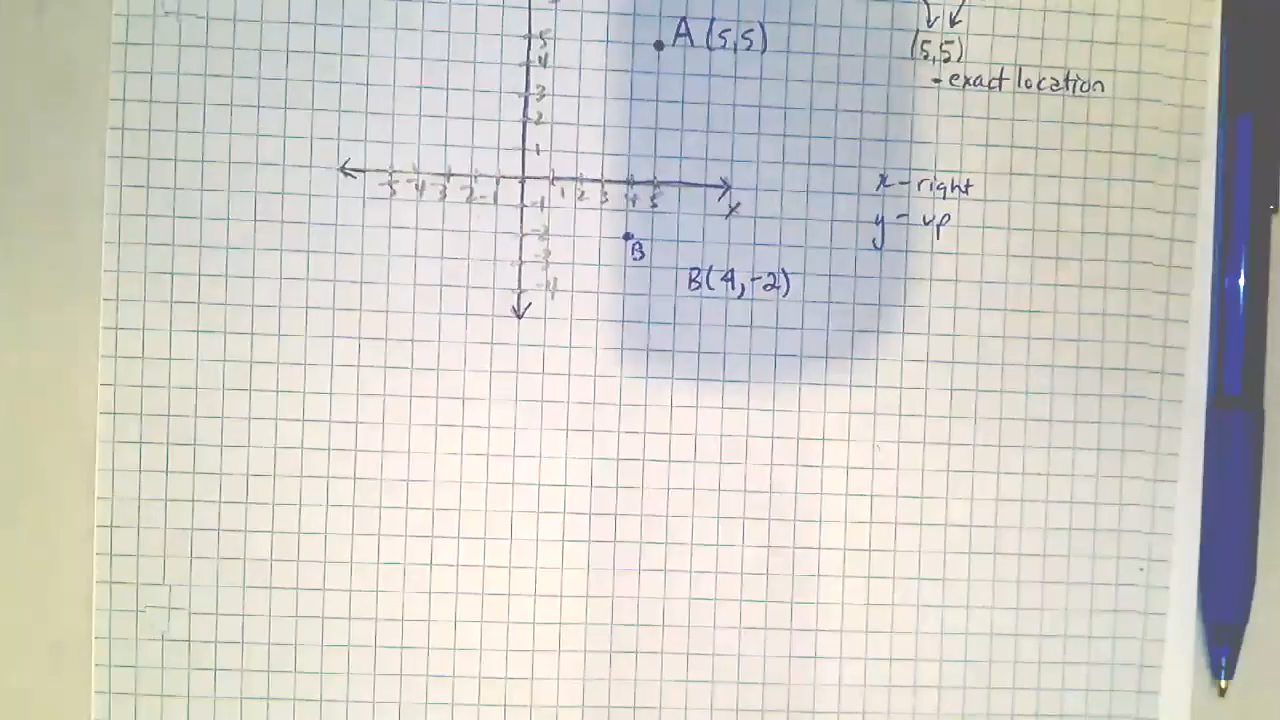 A (5,5)
(5,5)
- exact location
5
4
3
2
1
-5 -4 -3 -2 -1 1 2 3 4 5
x
x - right
y - up
-1
-2
-3
-4
B
B(4,-2)